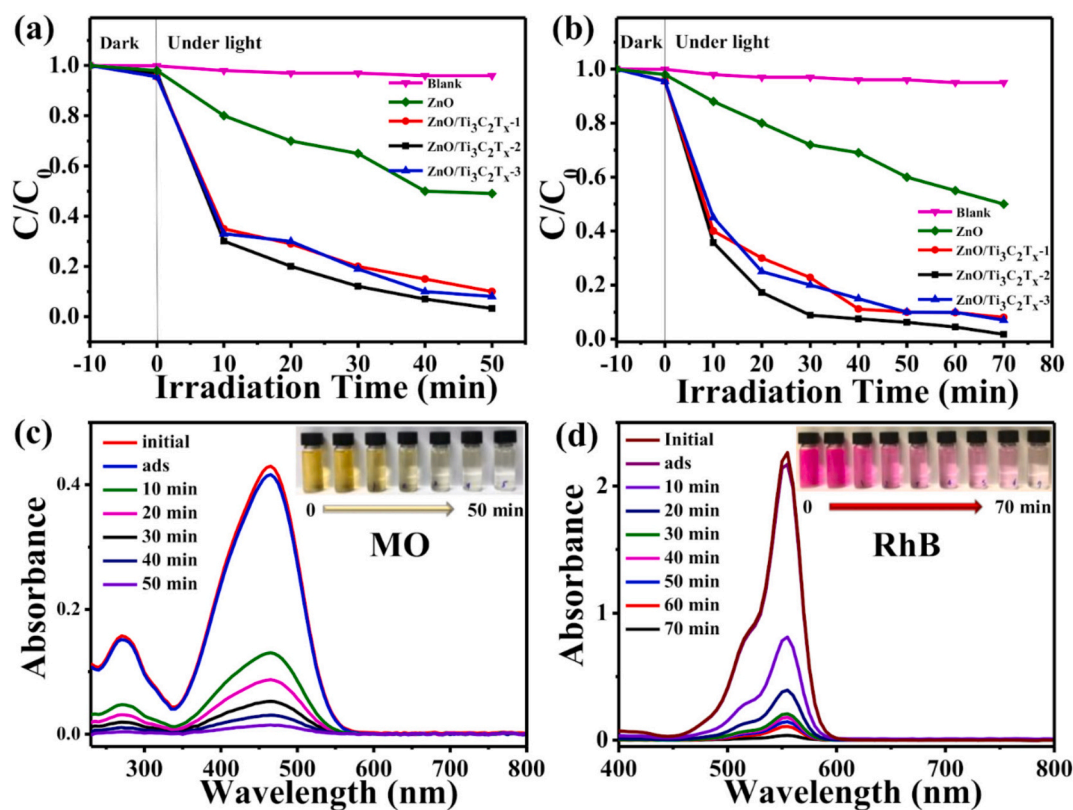 (a)
Dark Under light
1.0
0.8
0.6
0.4
0.2
0.0
C/C0
Blank
ZnO
ZnO/Ti3C2Tx-1
ZnO/Ti3C2Tx-2
ZnO/Ti3C2Tx-3
-10 0 10 20 30 40 50
Irradiation Time (min)
(b)
Dark Under light
1.0
0.8
0.6
0.4
0.2
0.0
C/C0
Blank
ZnO
ZnO/Ti3C2Tx-1
ZnO/Ti3C2Tx-2
ZnO/Ti3C2Tx-3
-10 0 10 20 30 40 50 60 70 80
Irradiation Time (min)
(c)
initial
ads
10 min
20 min
30 min
40 min
50 min
0 50 min
MO
0.4
0.2
0.0
Absorbance
300 400 500 600 700 800
Wavelength (nm)
(d)
Initial
ads
10 min
20 min
30 min
40 min
50 min
60 min
70 min
0 70 min
RhB
2
1
0
Absorbance
400 500 600 700 800
Wavelength (nm)